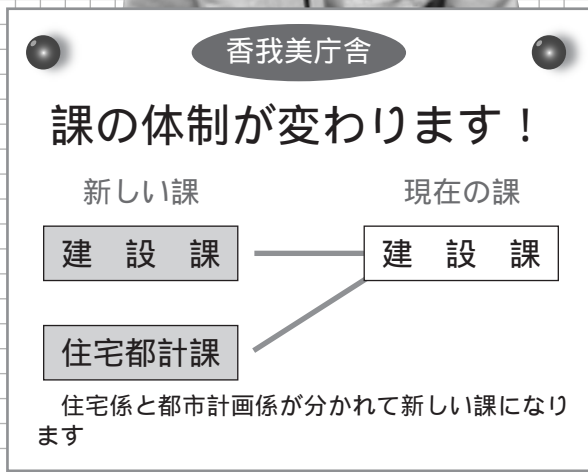 香我美庁舎
課の体制が変わります！
新しい課　現在の課
建設課　建設課
住宅都計課
住宅係と都市計画係が分かれて新しい課になり
ます